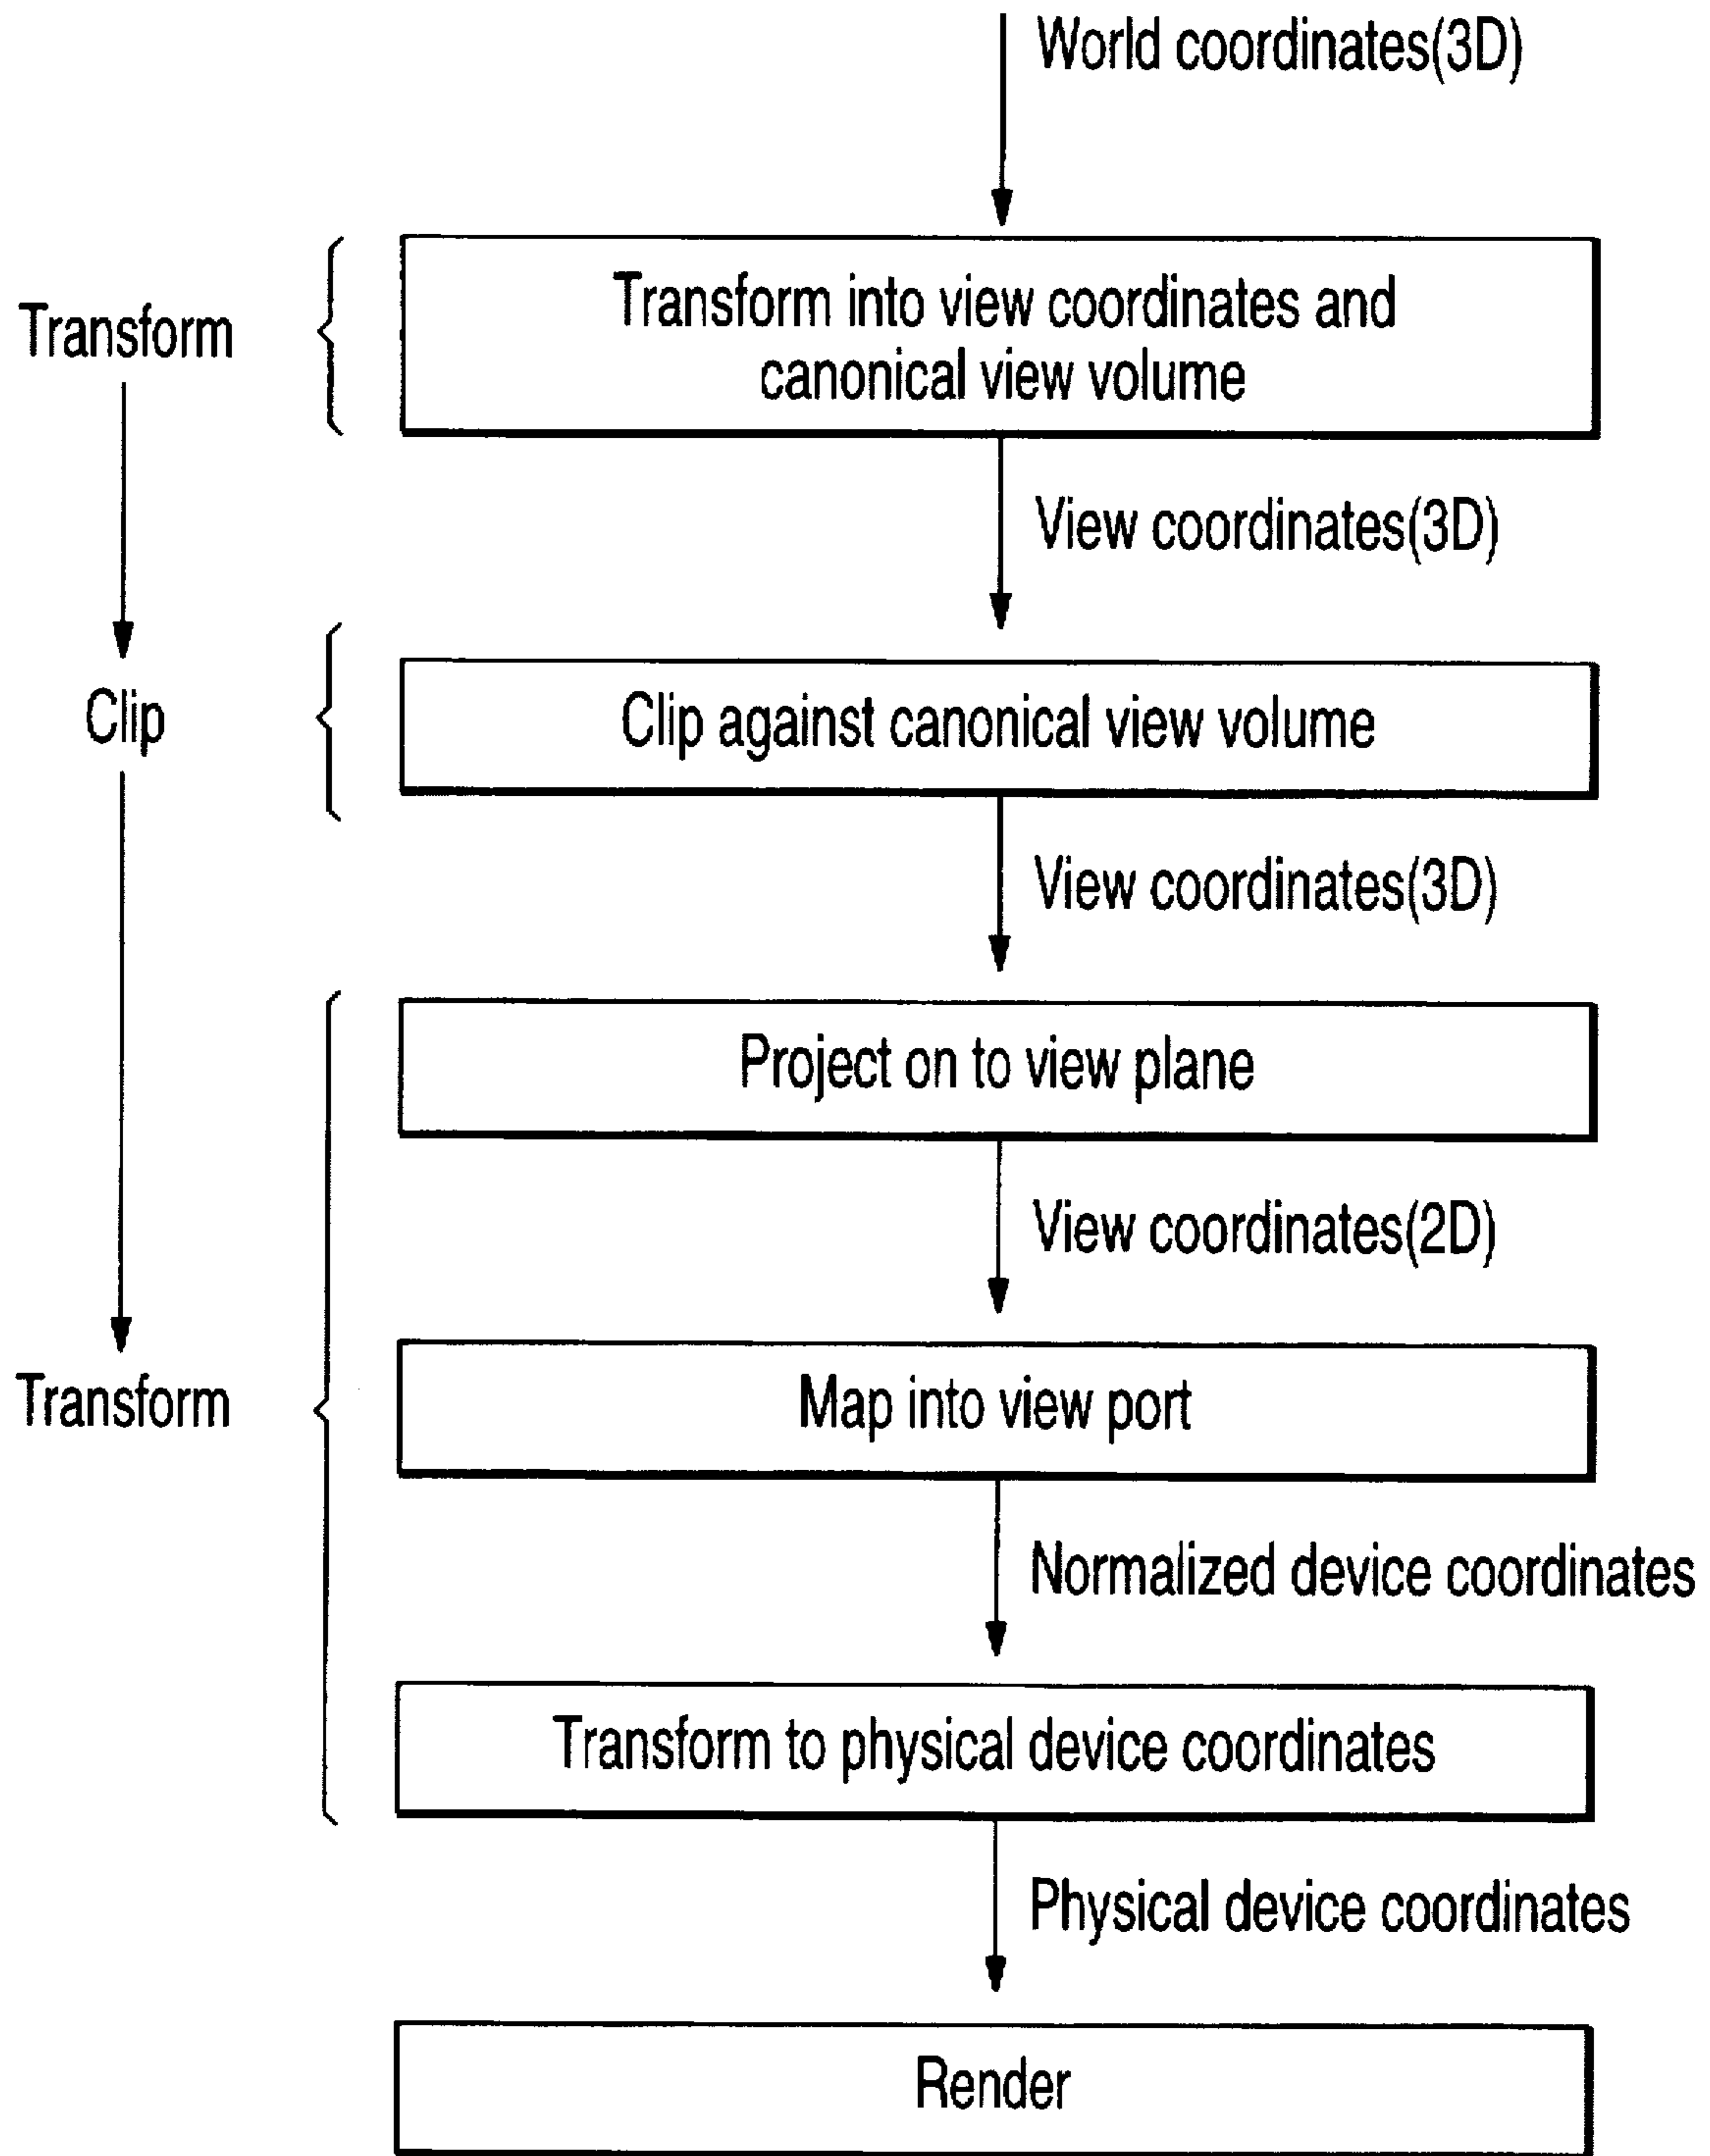 World coordinates(3D)
Transform
Transform into view coordinates and
canonical view volume
View coordinates(3D)
Clip
Clip against canonical view volume
View coordinates(3D)
Project on to view plane
View coordinates(2D)
Transform
Map into view port
Normalized device coordinates
Transform to physical device coordinates
Physical device coordinates
Render